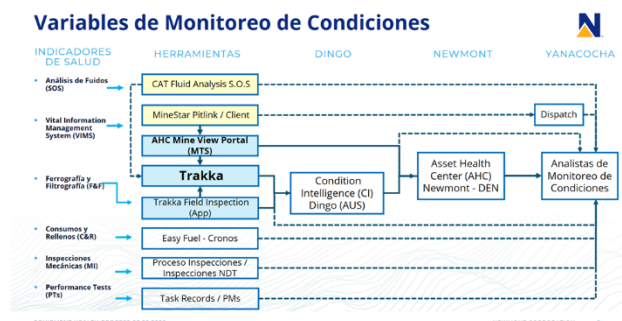 Variables de Monitoreo de Condiciones
INDICADORES
DE SALUD
HERRAMIENTAS
DINGO
NEWMONT
YANACOCHA
Análisis de Fuidos
(SOS)
Vital Information
Management
System (VIMS)
Ferrografía y
Filtrografía (F&F)
Consumos y
Rellenos (C&R)
Inspecciones
Mecánicas (MI)
Performance Tests
(PTs)
CAT Fluid Analysis S.O.S
MineStar Pitlink / Client
AHC Mine View Portal
(MTS)
Trakka
Trakka Field Inspection
(App)
Easy Fuel - Cronos
Proceso Inspecciones /
Inspecciones NDT
Task Records / PMs
Condition
Intelligence (CI)
Dingo (AUS)
Dispatch
Asset Health
Center (AHC)
Newmont - DEN
Analistas de
Monitoreo de
Condiciones